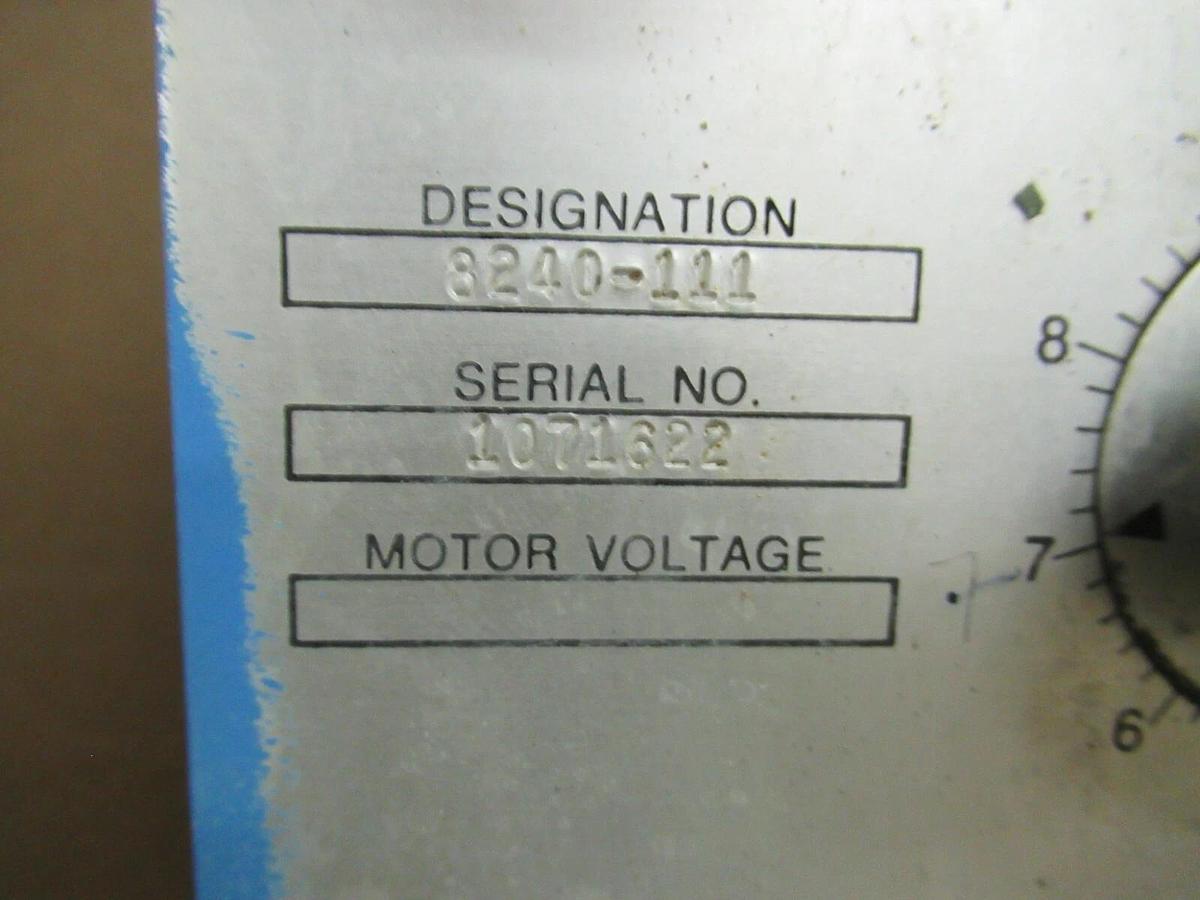 DESIGNATION
8240-111
SERIAL NO.
1071622
MOTOR VOLTAGE
8
7
6